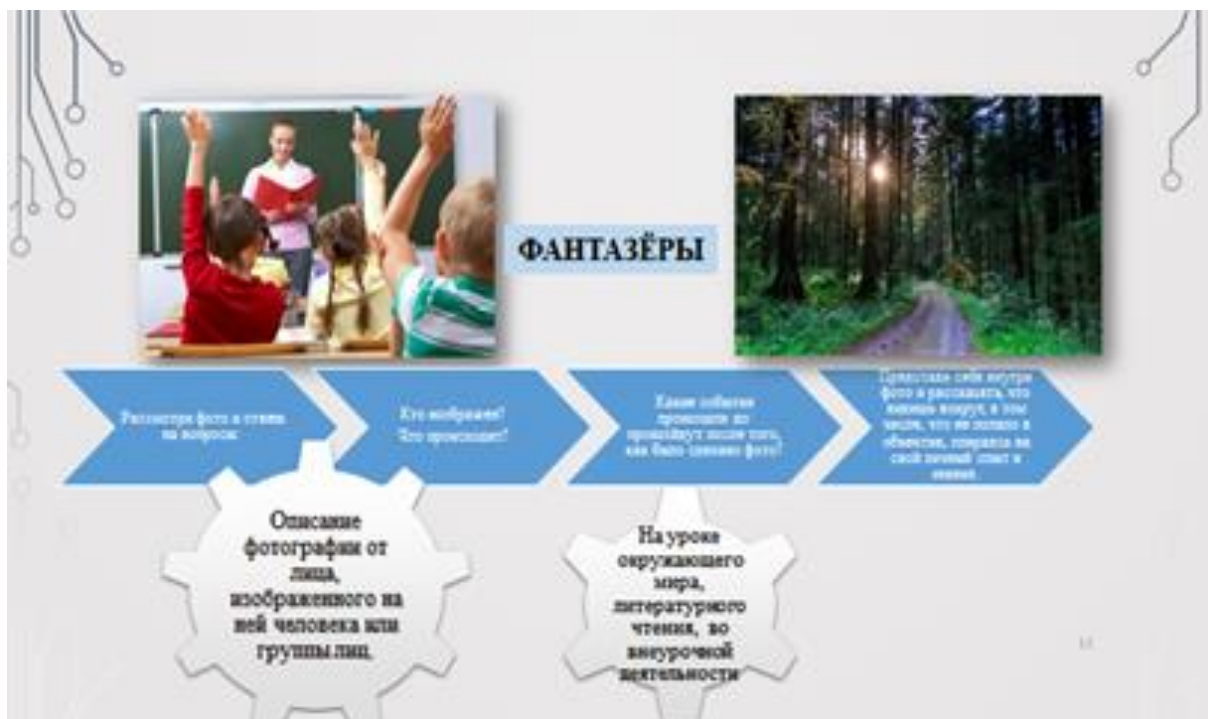 ФАНТАЗЁРЫ
Рассмотри фото и ответь
на вопросы:
Кто изображен?
Что происходит?
Какие события
произошли до
произойдут после того,
как было сделано фото?
Представь себя внутри
фото и расскажи, что
видишь вокруг, в том
числе, что не попало в
объектив, опираясь на
свой личный опыт и
знания.
Описание
фотографии от
лица,
изображенного на
ней человека или
группы лиц.
На уроке
окружающего
мира,
литературного
чтения, во
внеурочной
деятельности